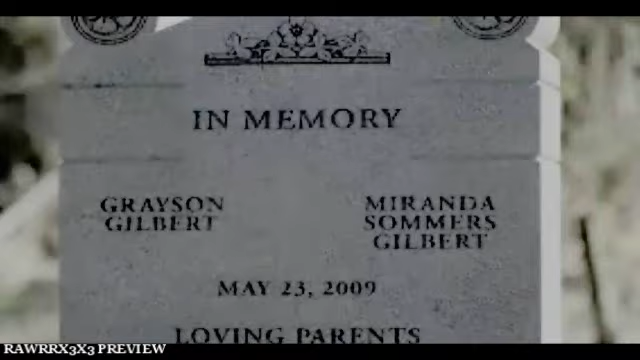 IN MEMORY
GRAYSON
GILBERT
MIRANDA
SOMMERS
GILBERT
MAY 23, 2009
LOVING PARENTS
RAWRRX3X3 PREVIEW